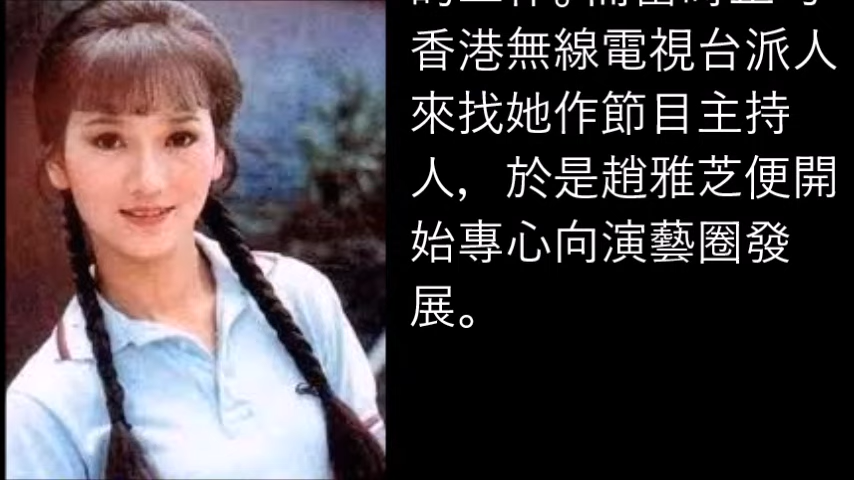 香港無線電視台派人
來找她作節目主持
人，於是趙雅芝便開
始專心向演藝圈發
展。